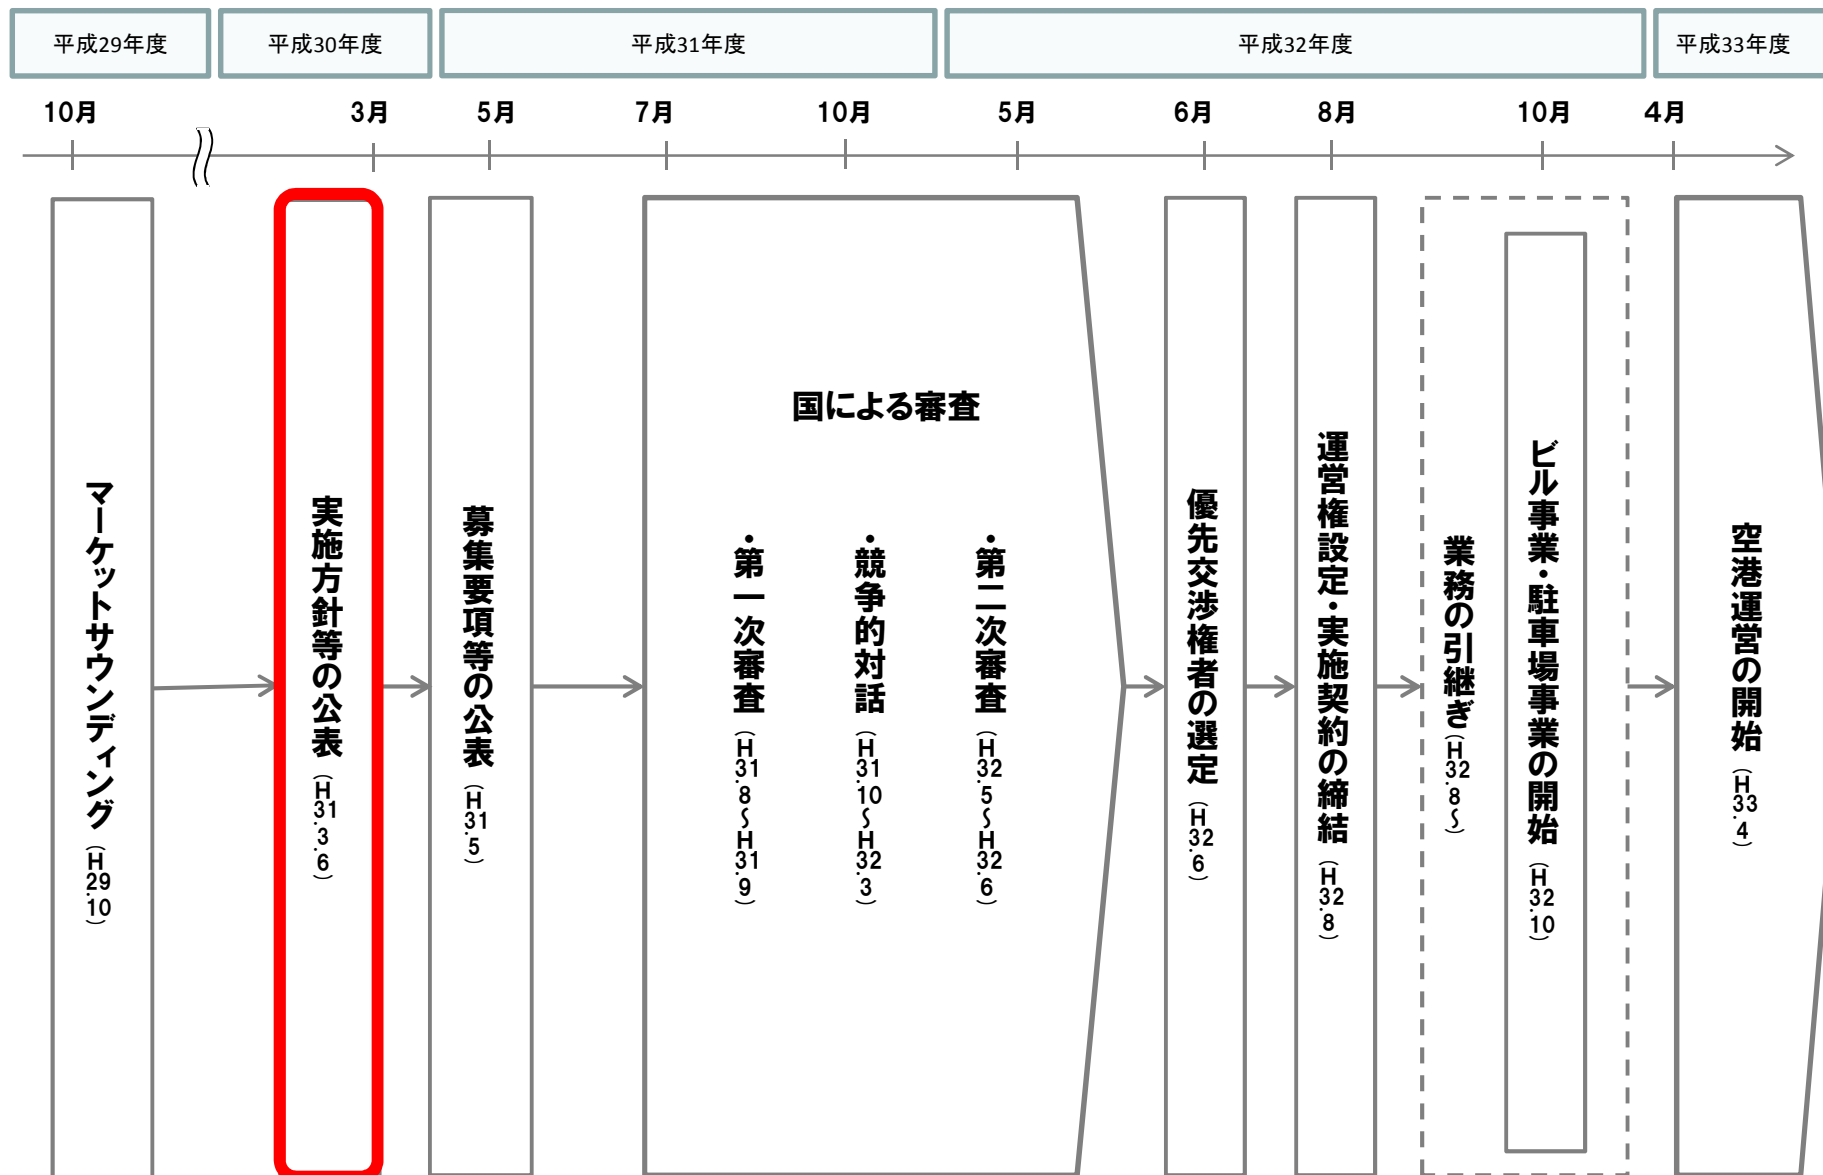 平成29年度
平成30年度
平成31年度
平成32年度
平成33年度
10月
3月
5月
7月
10月
5月
6月
8月
10月
4月
マーケットサウンディング（H29.10）
実施方針等の公表（H31.3.6）
募集要項等の公表（H31.5）
国による審査
・第一次審査（H31.8～H31.9）
・競争的対話（H31.10～H32.3）
・第二次審査（H32.5～H32.6）
優先交渉権者の選定（H32.6）
運営権設定・実施契約の締結（H32.8）
業務の引継ぎ（H32.8～）
ビル事業・駐車場事業の開始（H32.10）
空港運営の開始（H33.4）